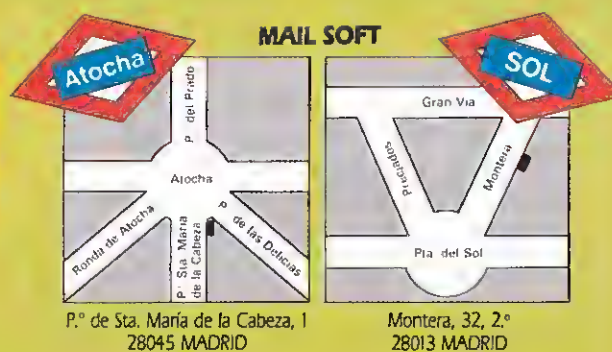 MAIL SOFT
Atocha
P. del Prado
Atocha
Ronda de Atocha
P.° Sta. María
de la Cabeza
P. de las Delicias
P.° de Sta. María de la Cabeza, 1
28045 MADRID
SOL
Gran Via
Preciados
Montera
Pta. del Sol
Montera, 32, 2.°
28013 MADRID